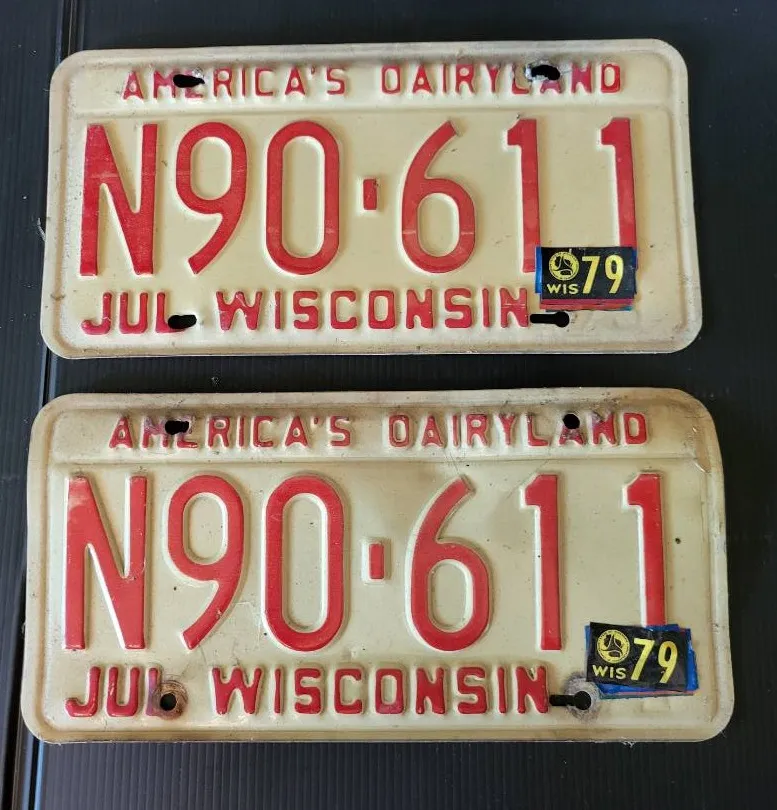 AMERICA'S DAIRYLAND
N90-611
WIS 79
JUL WISCONSIN
AMERICA'S DAIRYLAND
N90-611
WIS 79
JUL WISCONSIN